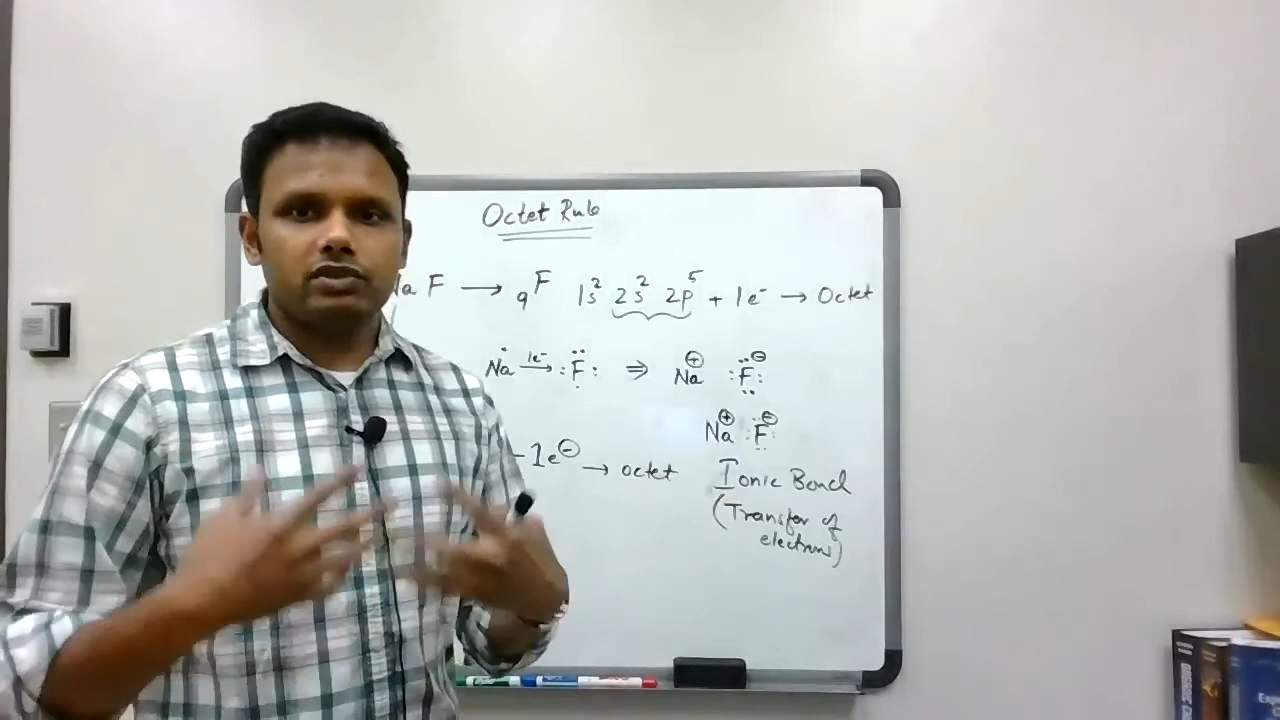 Octet Rule
Na F → ₉F 1s² 2s² 2p⁵ + 1e⁻ → Octet
Na 1e⁻ → :F: ⇒ Na⊕ :F:⊖
Na⊕ :F:⊖
-1e⊖ → octet
Ionic Bond
(Transfer of
electrons)